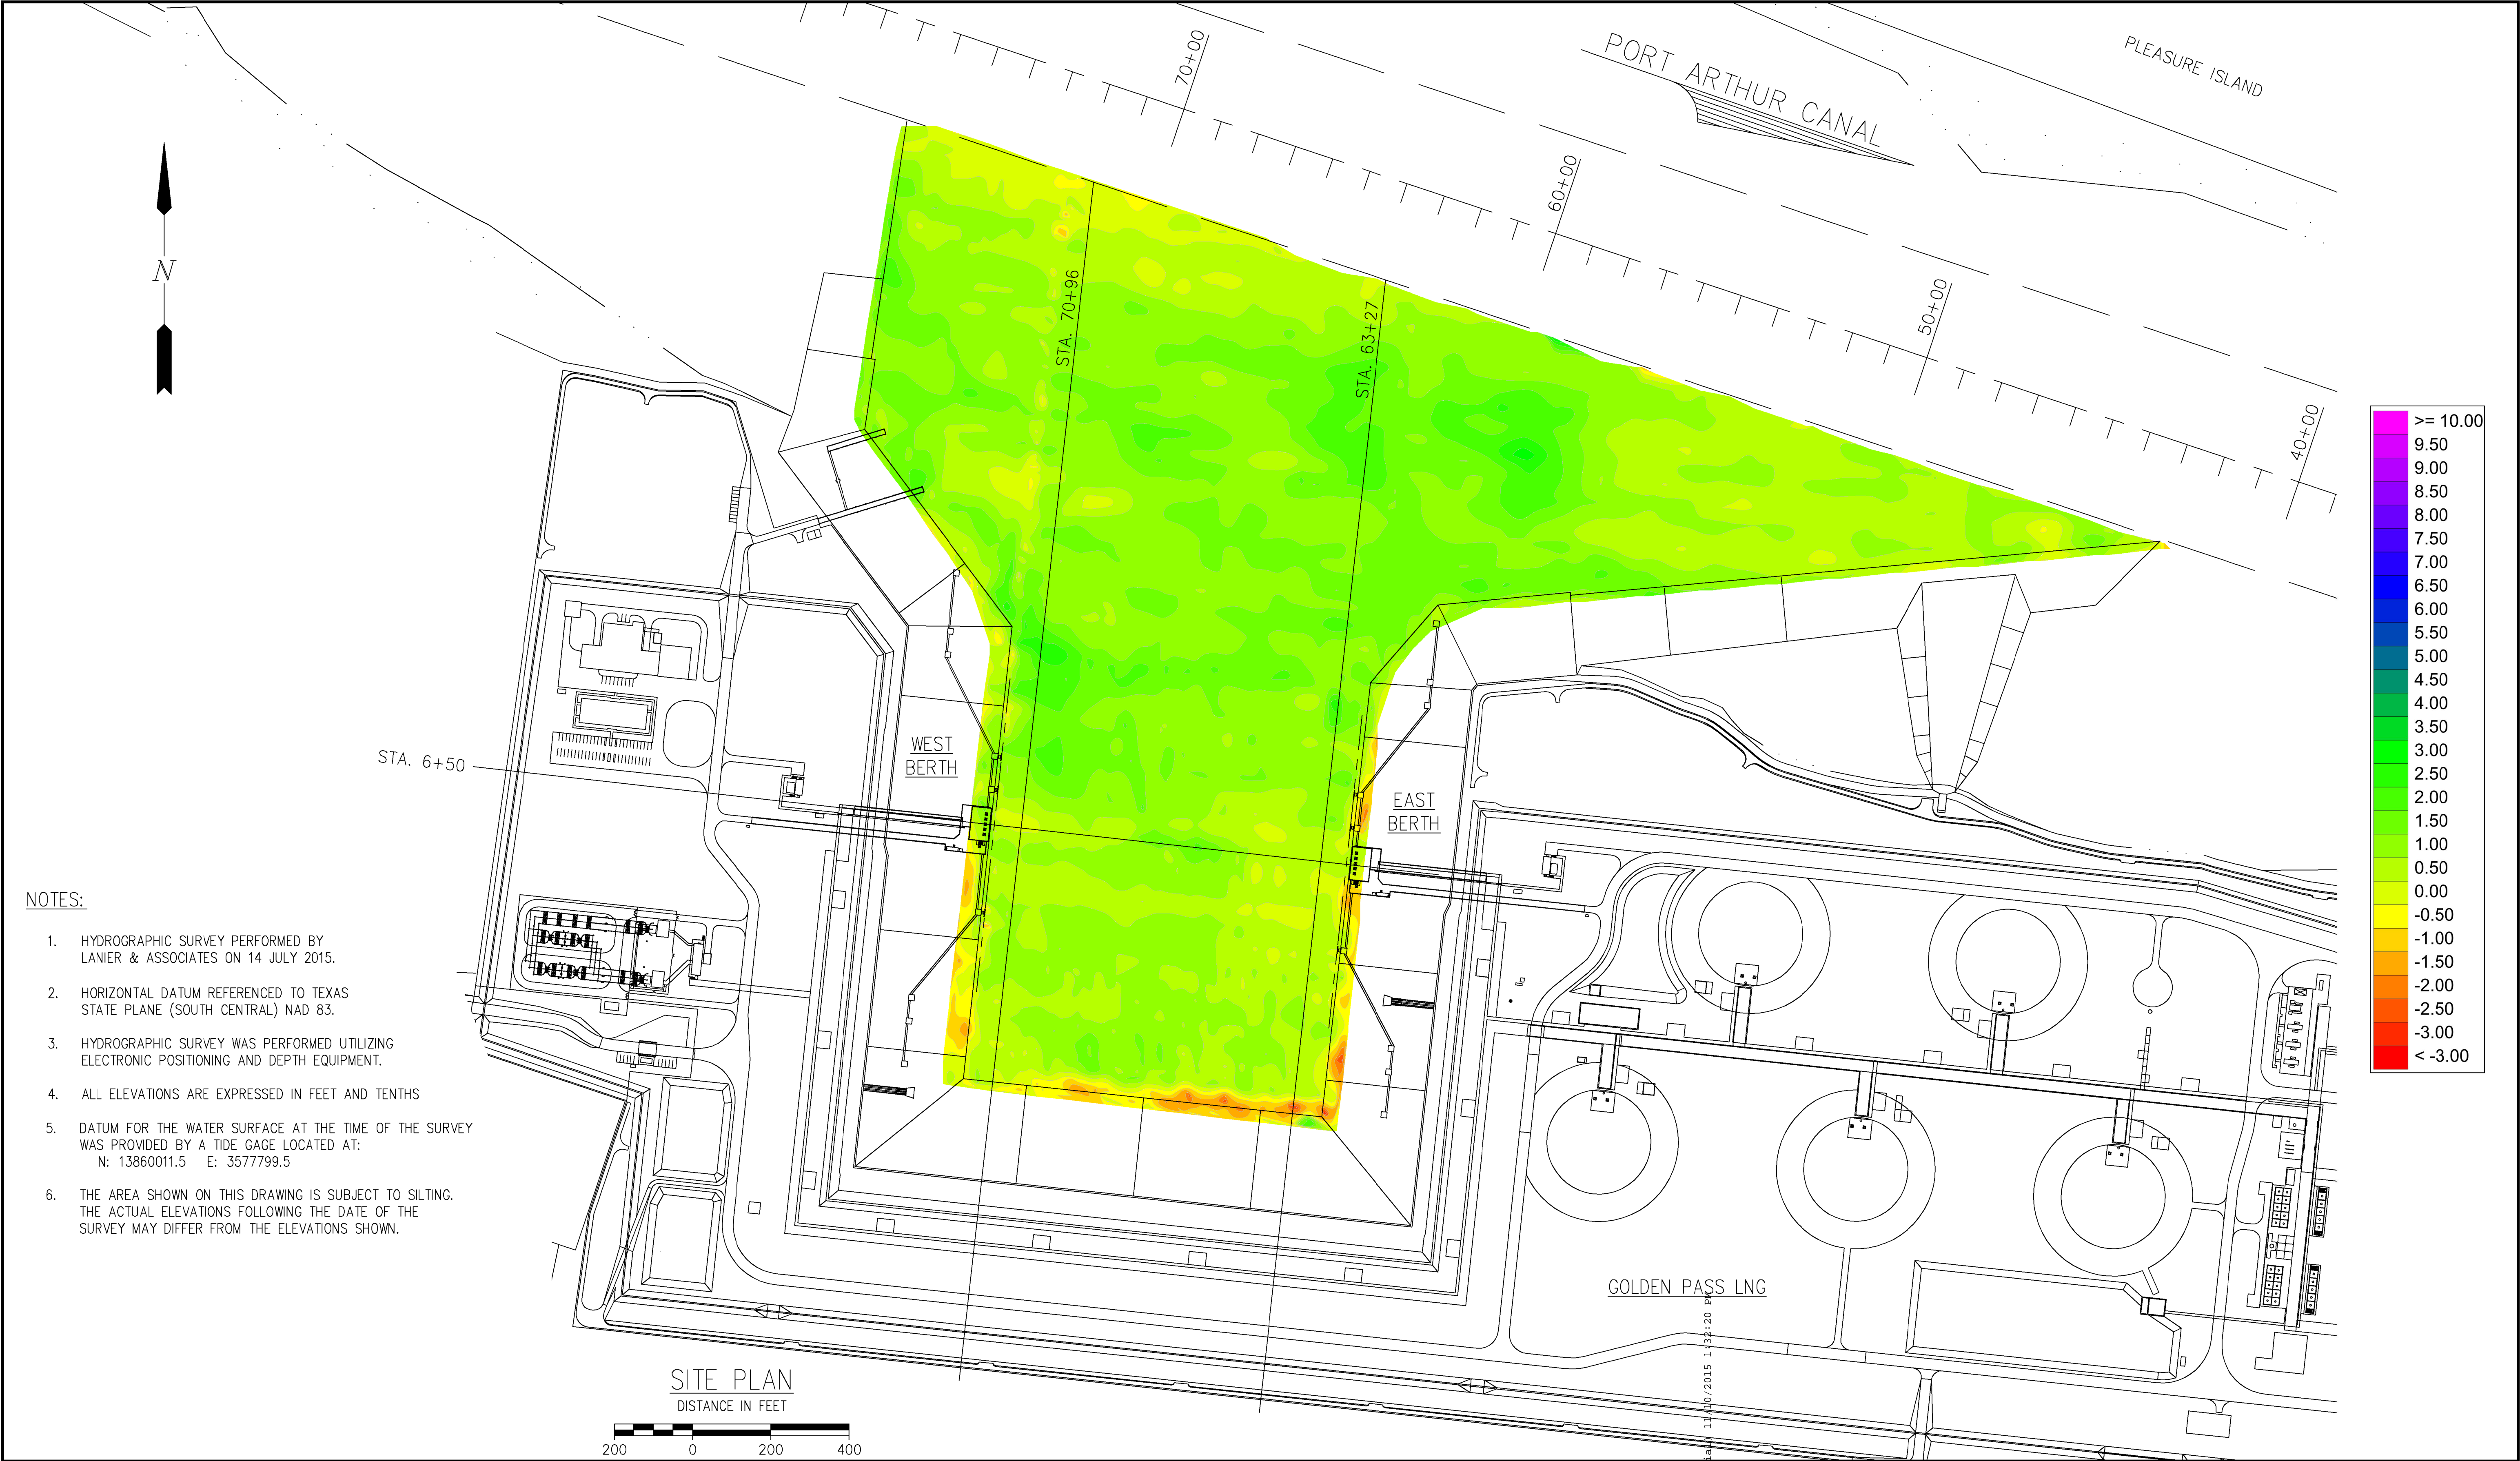 PLEASURE ISLAND
PORT ARTHUR CANAL
70+00
60+00
50+00
40+00
N
STA. 70+96
STA. 63+27
STA. 6+50
WEST
BERTH
EAST
BERTH
>= 10.00
9.50
9.00
8.50
8.00
7.50
7.00
6.50
6.00
5.50
5.00
4.50
4.00
3.50
3.00
2.50
2.00
1.50
1.00
0.50
0.00
-0.50
-1.00
-1.50
-2.00
-2.50
-3.00
< -3.00
NOTES:
1. HYDROGRAPHIC SURVEY PERFORMED BY
LANIER & ASSOCIATES ON 14 JULY 2015.
2. HORIZONTAL DATUM REFERENCED TO TEXAS
STATE PLANE (SOUTH CENTRAL) NAD 83.
3. HYDROGRAPHIC SURVEY WAS PERFORMED UTILIZING
ELECTRONIC POSITIONING AND DEPTH EQUIPMENT.
4. ALL ELEVATIONS ARE EXPRESSED IN FEET AND TENTHS
5. DATUM FOR THE WATER SURFACE AT THE TIME OF THE SURVEY
WAS PROVIDED BY A TIDE GAGE LOCATED AT:
N: 13860011.5 E: 3577799.5
6. THE AREA SHOWN ON THIS DRAWING IS SUBJECT TO SILTING.
THE ACTUAL ELEVATIONS FOLLOWING THE DATE OF THE
SURVEY MAY DIFFER FROM THE ELEVATIONS SHOWN.
GOLDEN PASS LNG
11/10/2015 1:32:20 PM
SITE PLAN
DISTANCE IN FEET
200 0 200 400